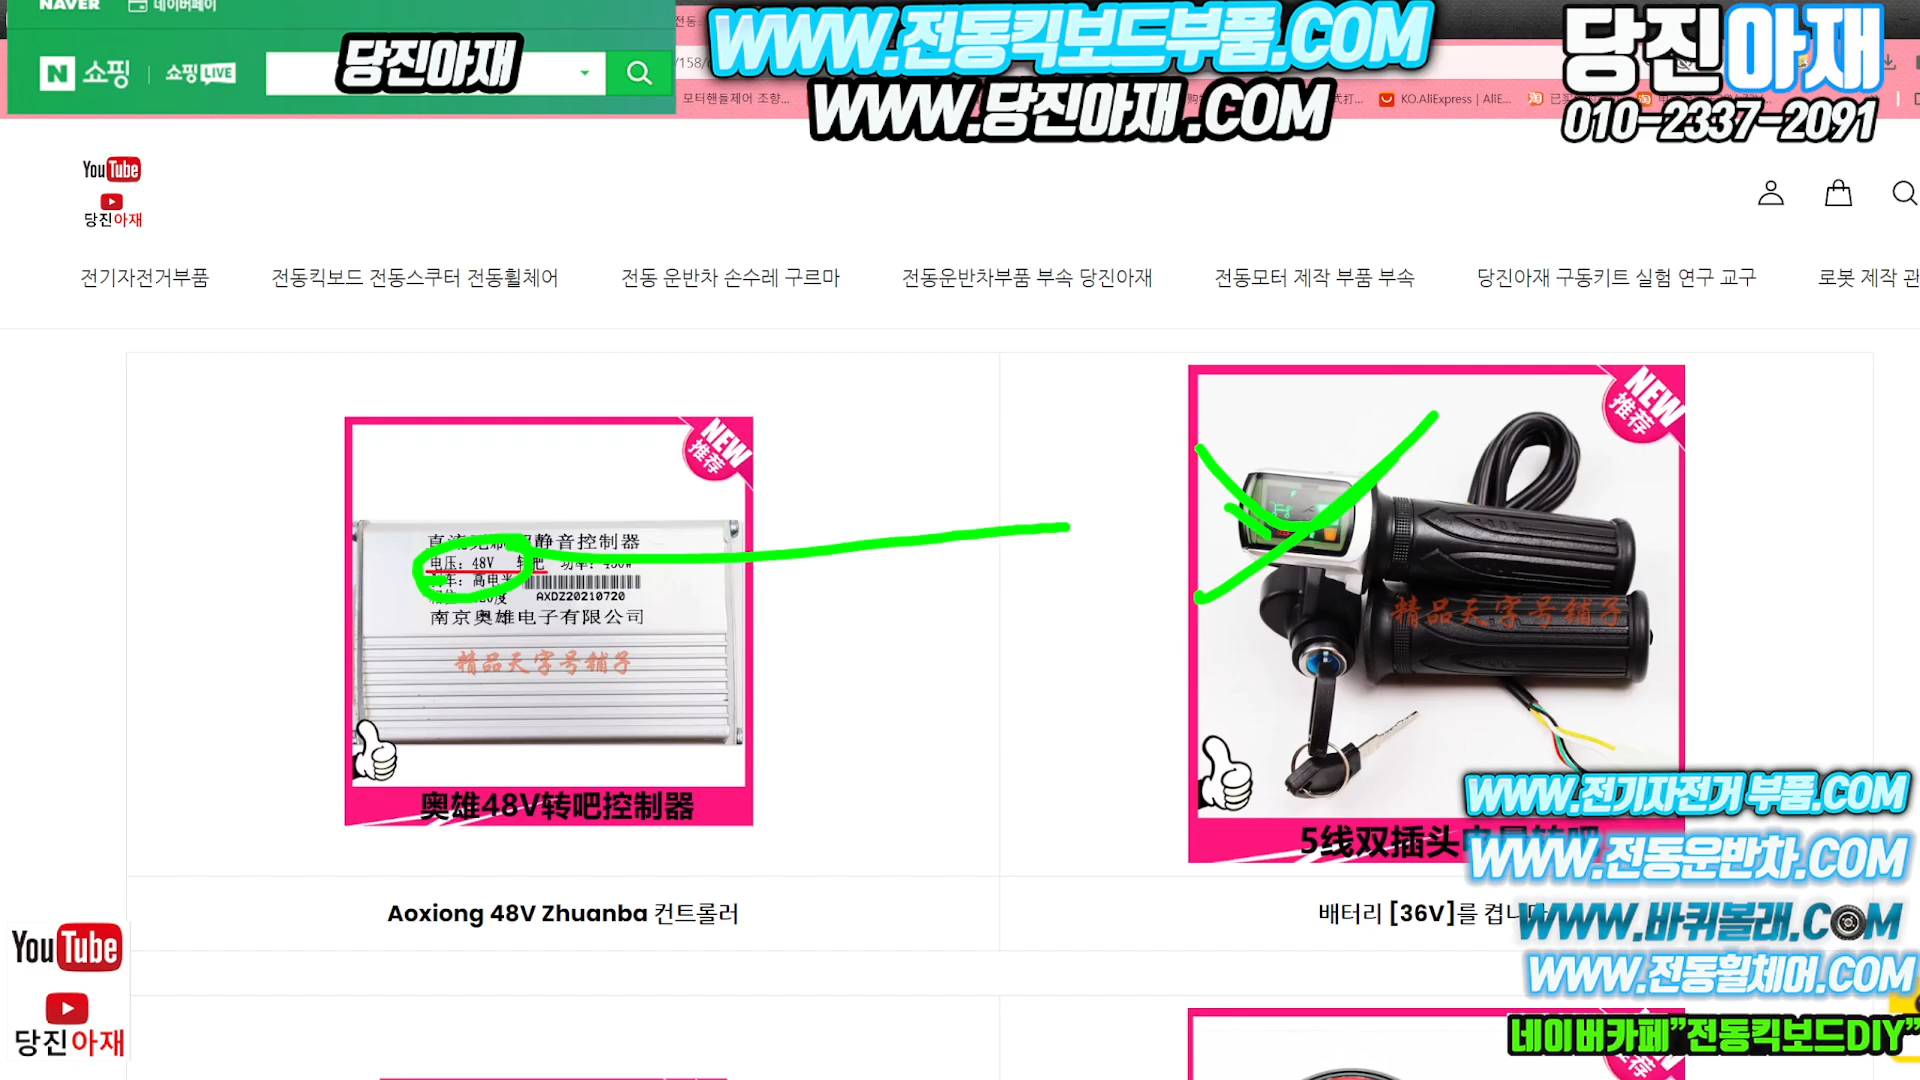 NAVER 네이버페이
N 쇼핑 쇼핑LIVE
당진아재
전동
/158/
모터핸들제어 조향...
KO.AliExpress | AliE...
WWW.전동킥보드부품.COM
WWW.당진아재.COM
당진아재
010-2337-2091
YouTube
당진아재
전기자전거부품 전동킥보드 전동스쿠터 전동휠체어 전동 운반차 손수레 구르마 전동운반차부품 부속 당진아재 전동모터 제작 부품 부속 당진아재 구동키트 실험 연구 교구 로봇 제작 관
NEW
推荐
静音控制器
电压：48V
AXDZ20210720
南京奥雄电子有限公司
精品天字号铺子
奥雄48V转吧控制器
NEW
推荐
精品天字号铺子
5线双插头
Aoxiong 48V Zhuanba 컨트롤러
배터리 [36V]를 켭니다
WWW.전기자전거부품.COM
WWW.전동운반차.COM
WWW.바퀴볼래.COM
WWW.전동휠체어.COM
네이버카페"전동킥보드DIY"
YouTube
당진아재